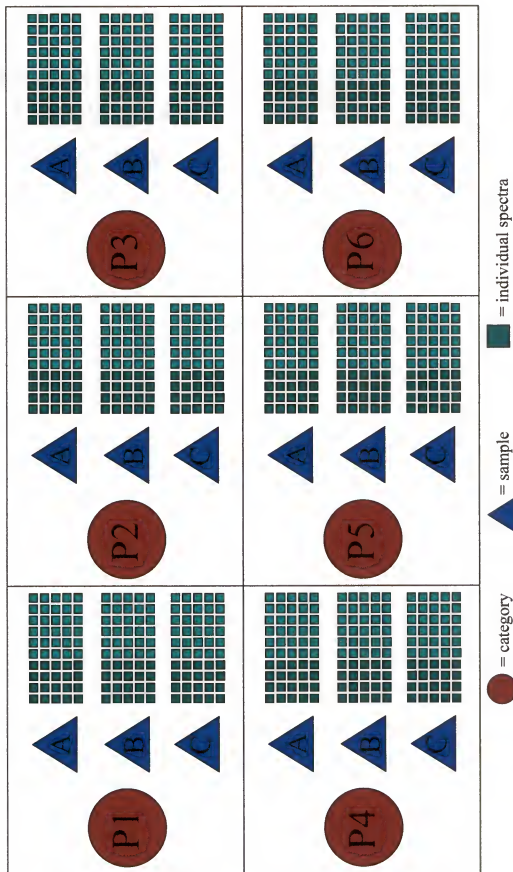 P1
A
B
C
P2
A
B
C
P3
A
B
C
P4
A
B
C
P5
A
B
C
P6
A
B
C
= category
= sample
= individual spectra